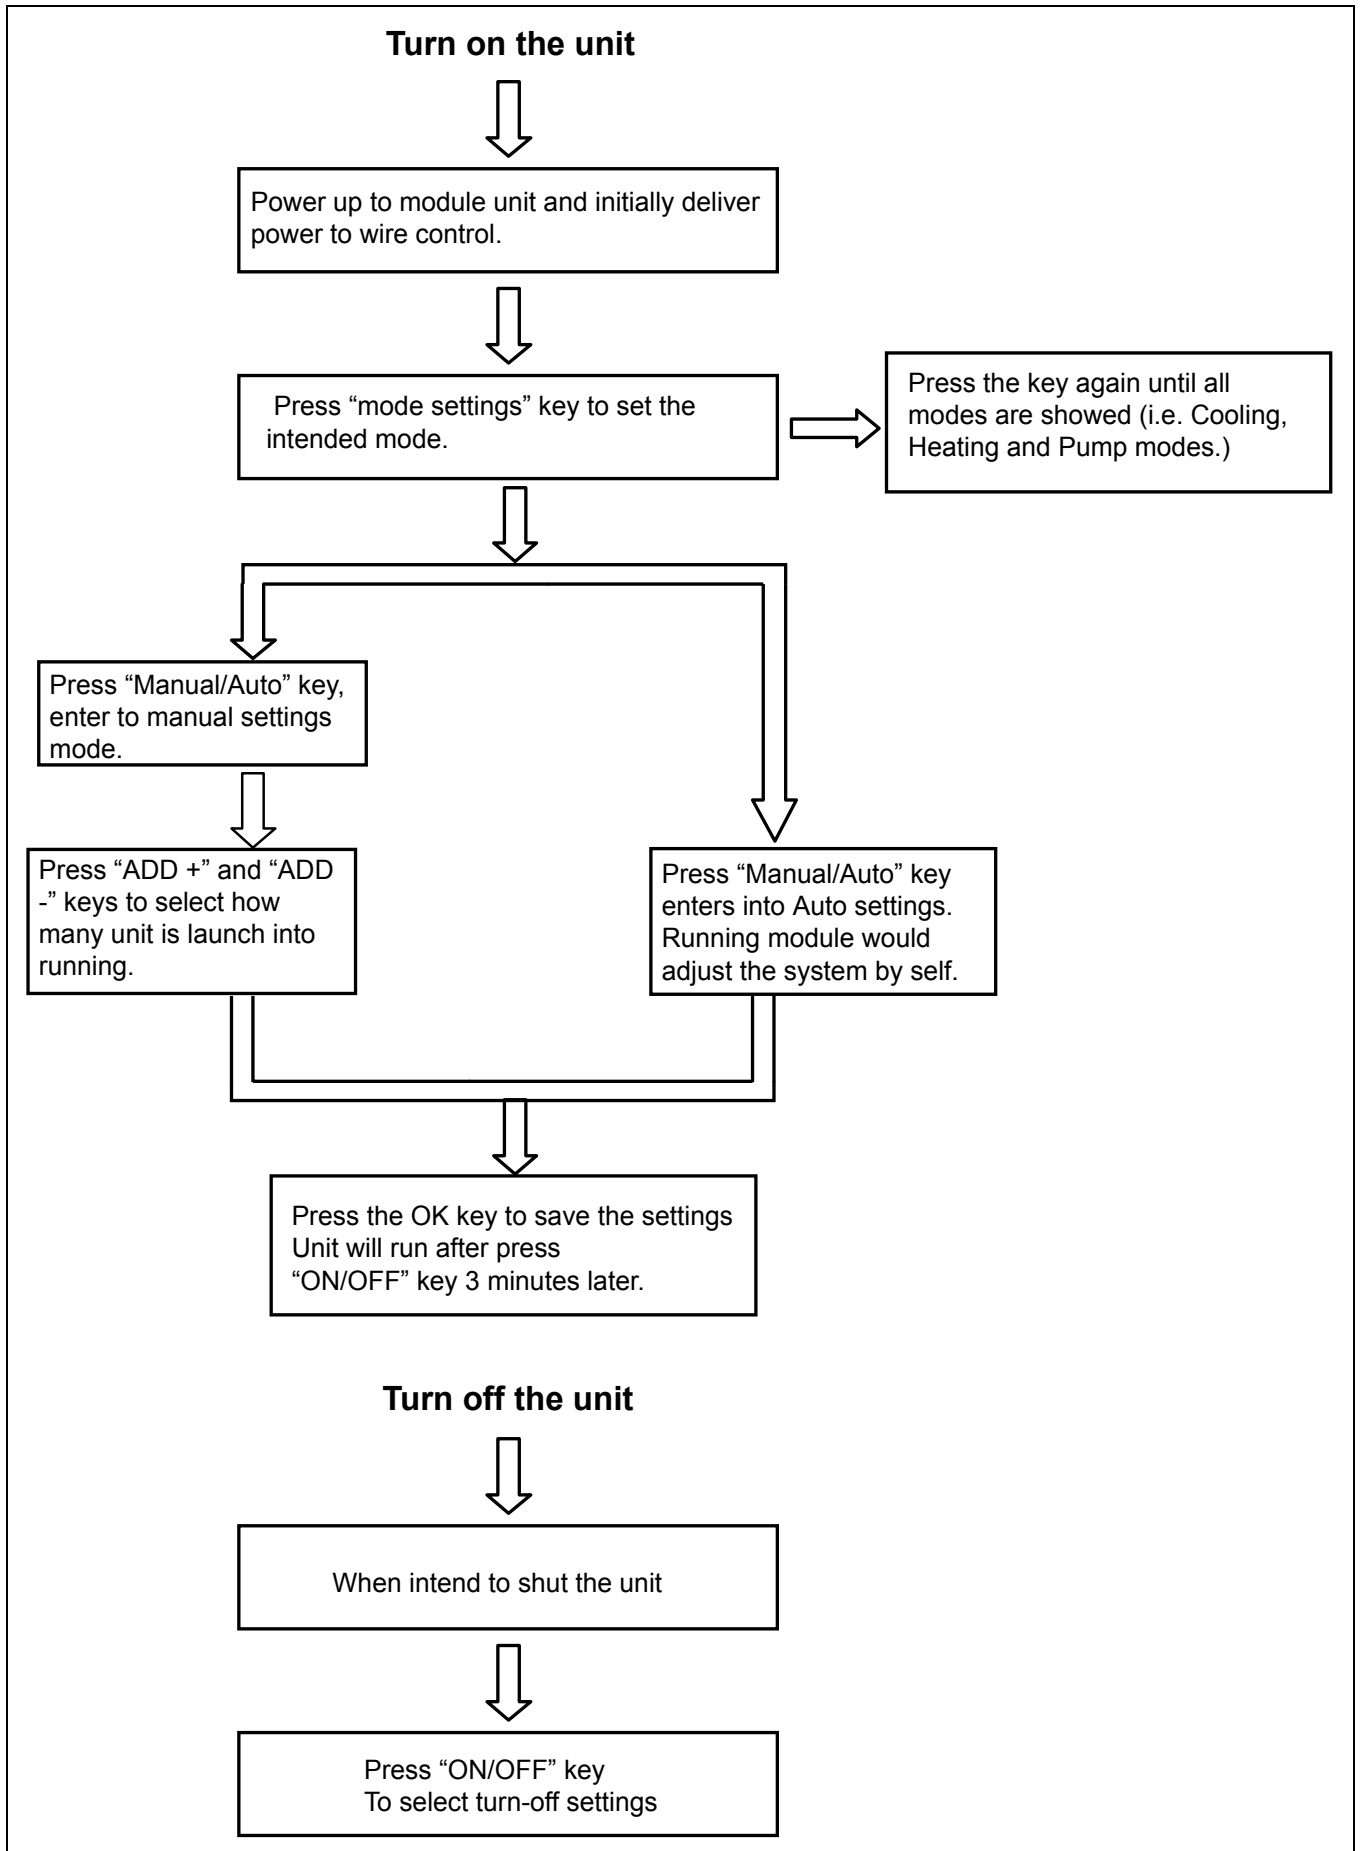 Turn on the unit
Power up to module unit and initially deliver
power to wire control.
Press “mode settings” key to set the
intended mode.
Press the key again until all
modes are showed (i.e. Cooling,
Heating and Pump modes.)
Press “Manual/Auto” key,
enter to manual settings
mode.
Press “ADD +” and “ADD
-” keys to select how
many unit is launch into
running.
Press “Manual/Auto” key
enters into Auto settings.
Running module would
adjust the system by self.
Press the OK key to save the settings
Unit will run after press
“ON/OFF” key 3 minutes later.
Turn off the unit
When intend to shut the unit
Press “ON/OFF” key
To select turn-off settings